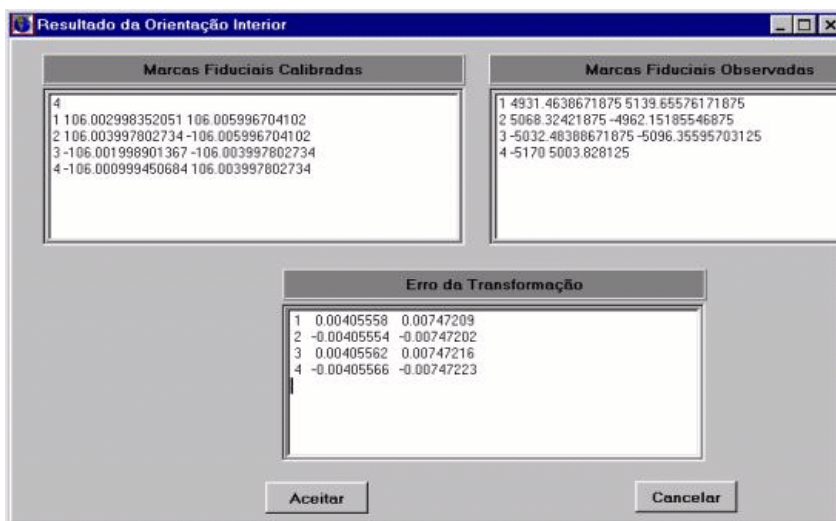 Resultado da Orientação Interior
Marcas Fiduciais Calibradas
4
1 106.002998352051 106.005996704102
2 106.003997802734 -106.005996704102
3 -106.001998901367 -106.003997802734
4 -106.000999450684 106.003997802734
Marcas Fiduciais Observadas
1 4931.4638671875 5139.65576171875
2 5068.32421875 -4962.15185546875
3 -5032.48388671875 -5096.35595703125
4 -5170 5003.828125
Erro da Transformação
1 0.00405558 0.00747209
2 -0.00405554 -0.00747202
3 0.00405562 0.00747216
4 -0.00405566 -0.00747223
Aceitar
Cancelar